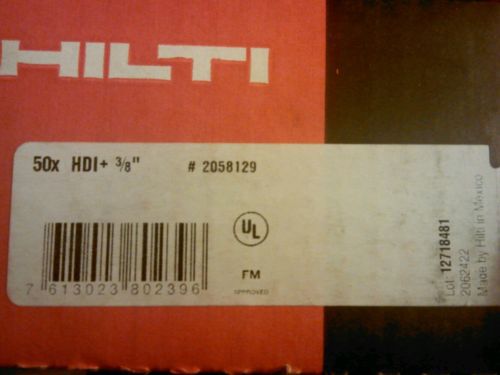 HILTI
50x HDI+ 3/8" # 2058129
UL
FM
APPROVED
7 613023 802396
Lot: 12718481
2062422
Made by Hilti in Mexico